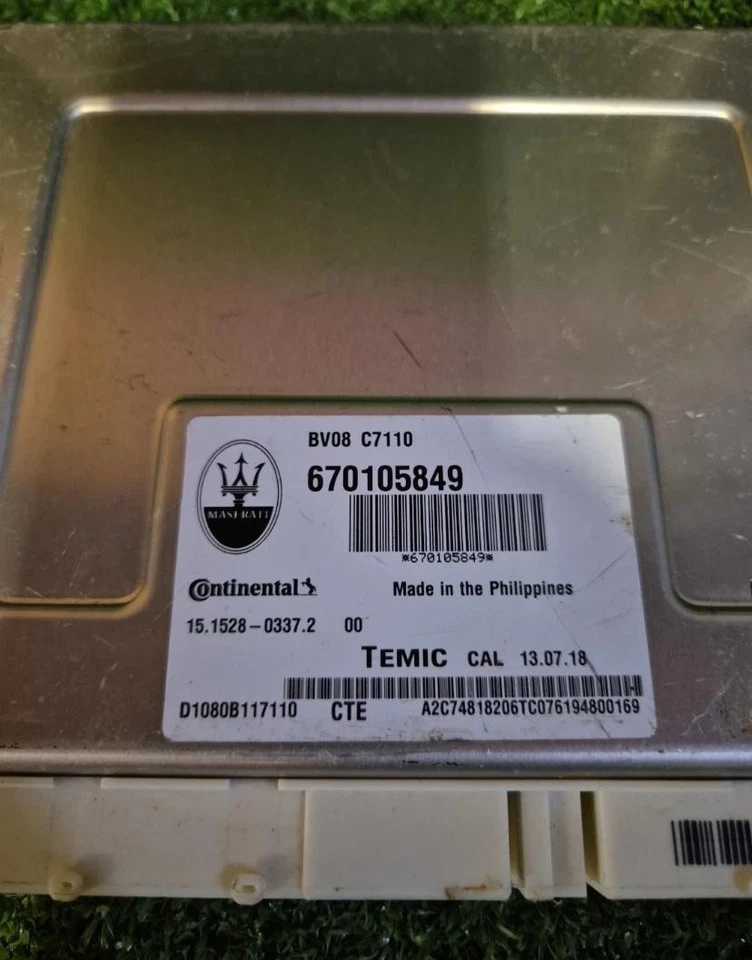 BV08 C7110
670105849
MASERATI
*670105849*
Continental
Made in the Philippines
15.1528-0337.2 00
TEMIC CAL 13.07.18
D1080B117110 CTE A2C74818206TC076194800169